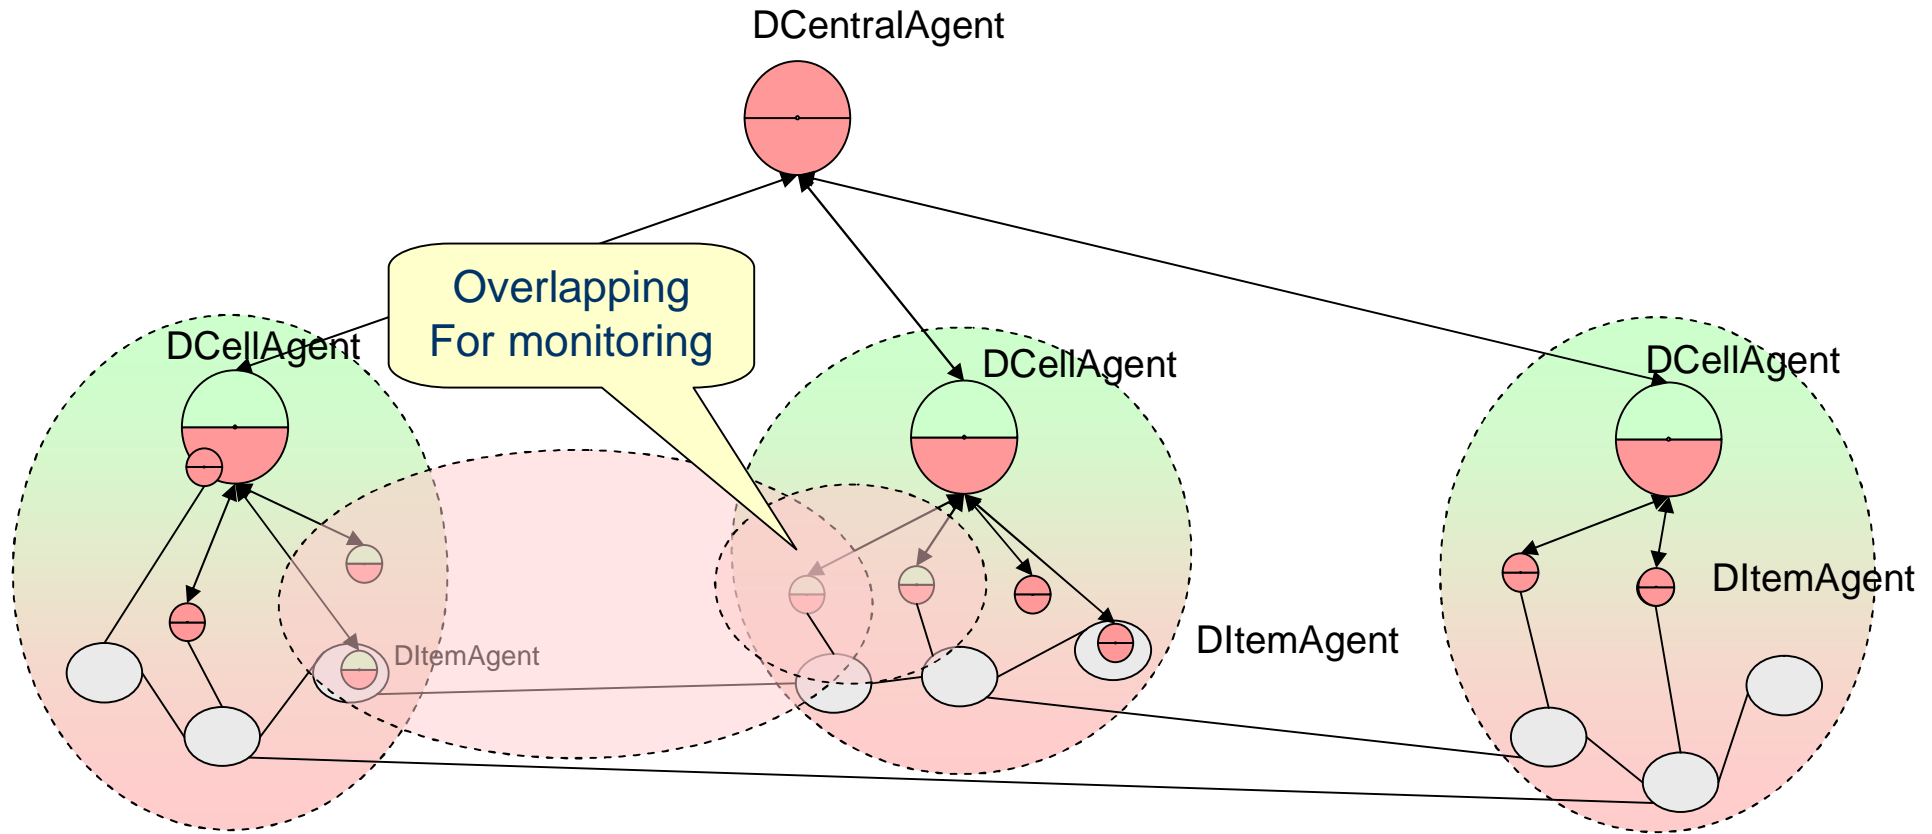 DCentralAgent
Overlapping
For monitoring
DCellAgent
DCellAgent
DCellAgent
DItemAgent
DItemAgent
DItemAgent